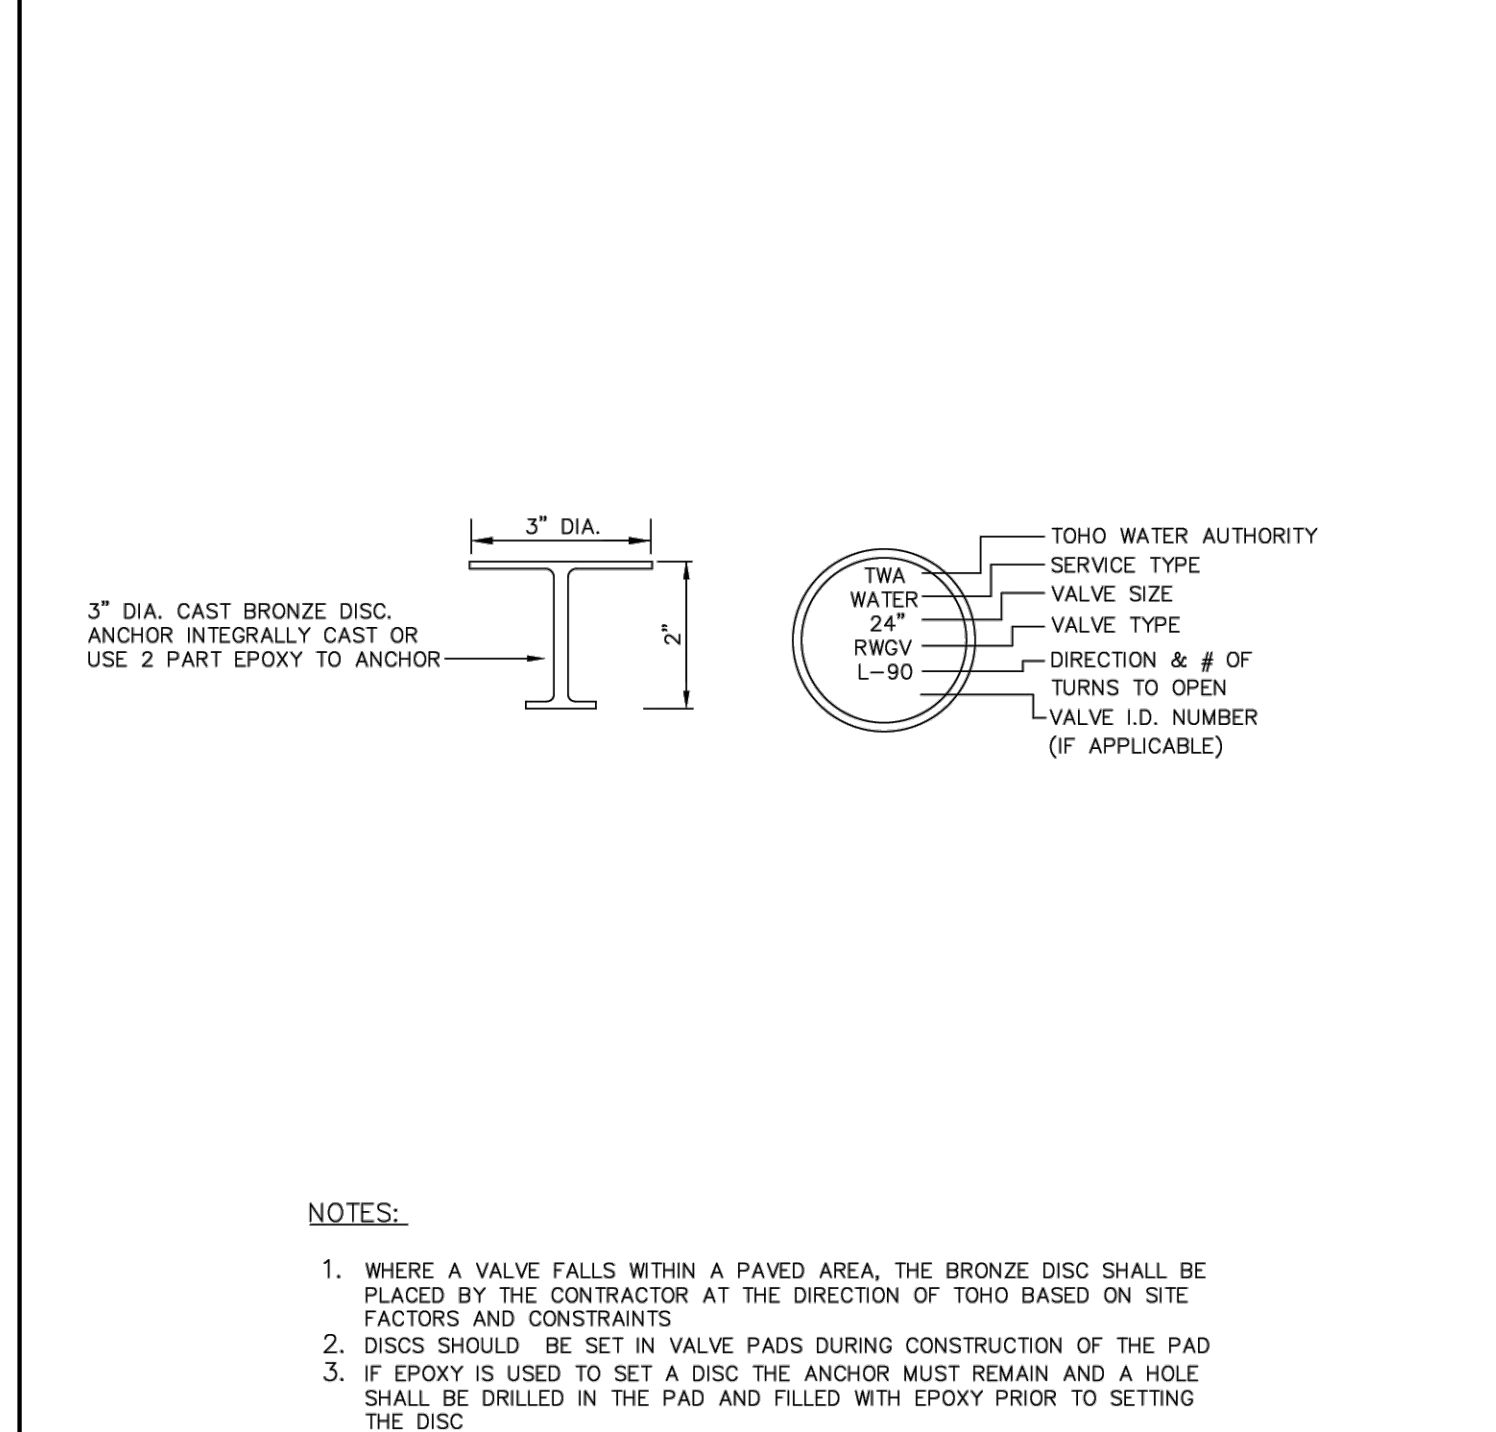 3" DIA.
3" DIA. CAST BRONZE DISC.
ANCHOR INTEGRALLY CAST OR
USE 2 PART EPOXY TO ANCHOR
2"
TWA
WATER
24"
RWGV
L-90
TOHO WATER AUTHORITY
SERVICE TYPE
VALVE SIZE
VALVE TYPE
DIRECTION & # OF
TURNS TO OPEN
VALVE I.D. NUMBER
(IF APPLICABLE)
NOTES:
1. WHERE A VALVE FALLS WITHIN A PAVED AREA, THE BRONZE DISC SHALL BE
PLACED BY THE CONTRACTOR AT THE DIRECTION OF TOHO BASED ON SITE
FACTORS AND CONSTRAINTS
2. DISCS SHOULD BE SET IN VALVE PADS DURING CONSTRUCTION OF THE PAD
3. IF EPOXY IS USED TO SET A DISC THE ANCHOR MUST REMAIN AND A HOLE
SHALL BE DRILLED IN THE PAD AND FILLED WITH EPOXY PRIOR TO SETTING
THE DISC